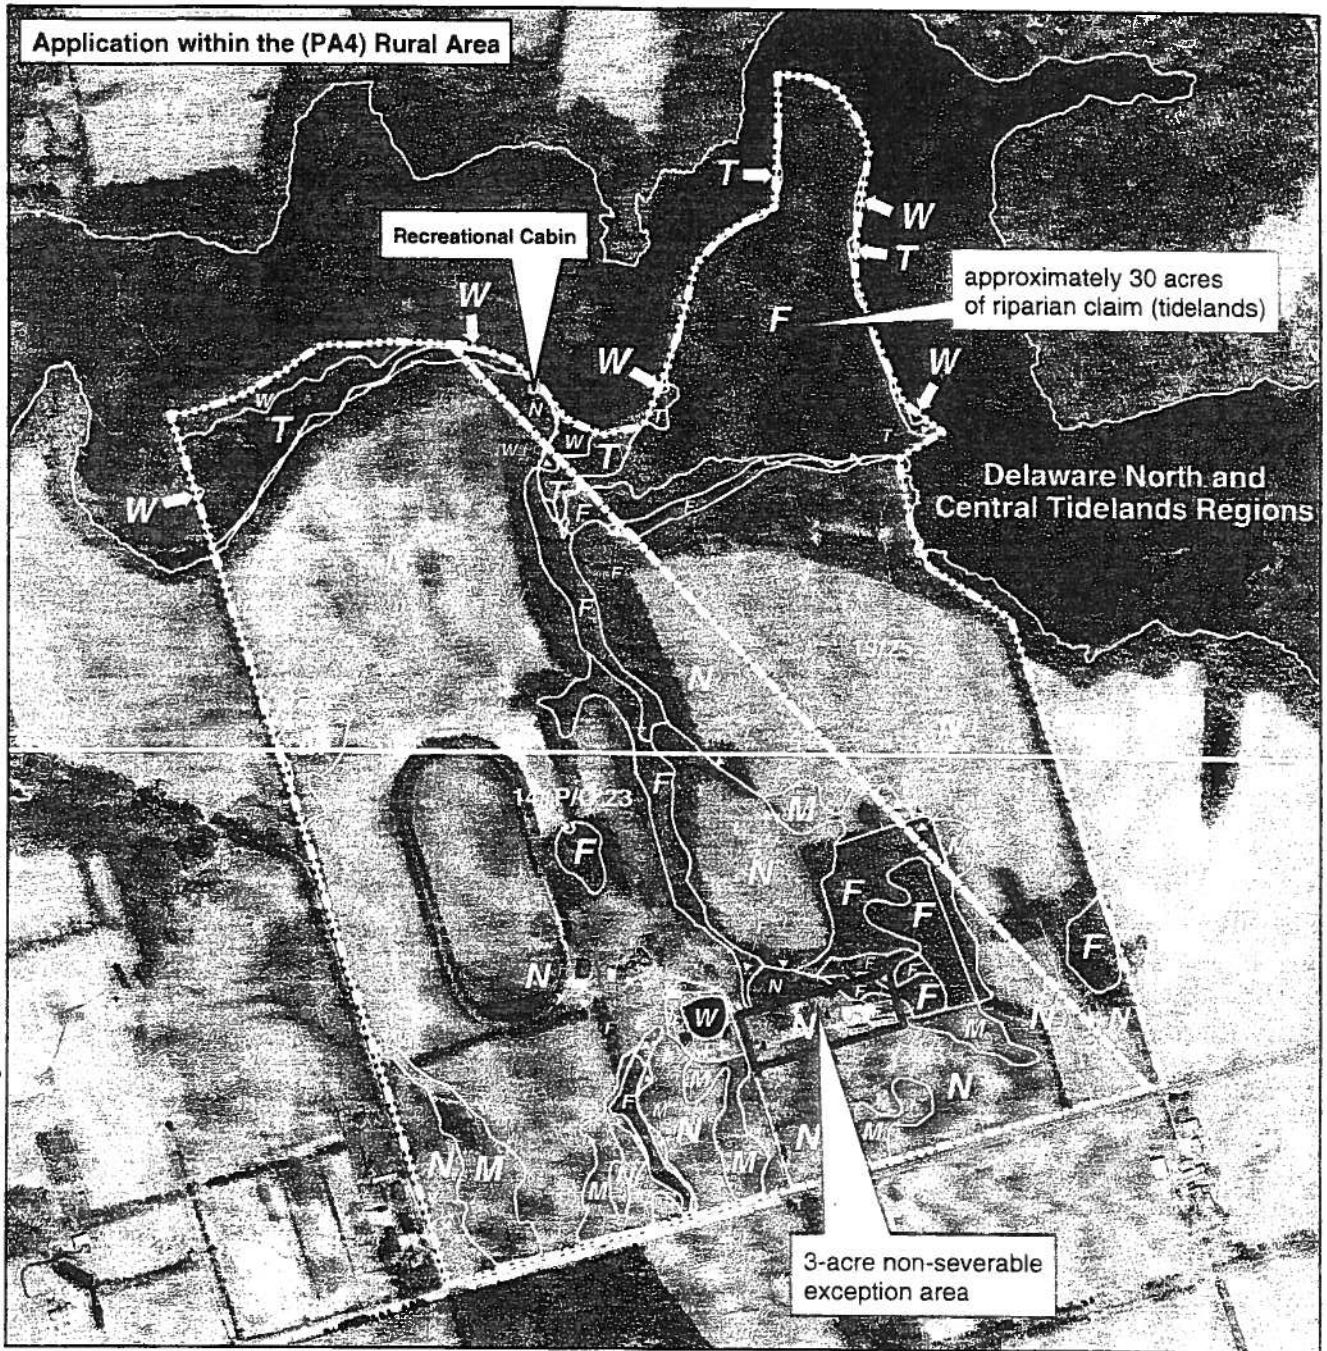 Application within the (PA4) Rural Area
T
W
Recreational Cabin
T
approximately 30 acres
of riparian claim (tidelands)
W
F
W
W
W
N
T
T
W
T
W
T
Delaware North and
Central Tidelands Regions
W
T
F
F
F
F
N
F
M
F
N
M
F
F
F
N
F
F
F
N
F
W
N
M
N
N
M
N
F
M
N
N
M
N
M
M
M
3-acre non-severable
exception area